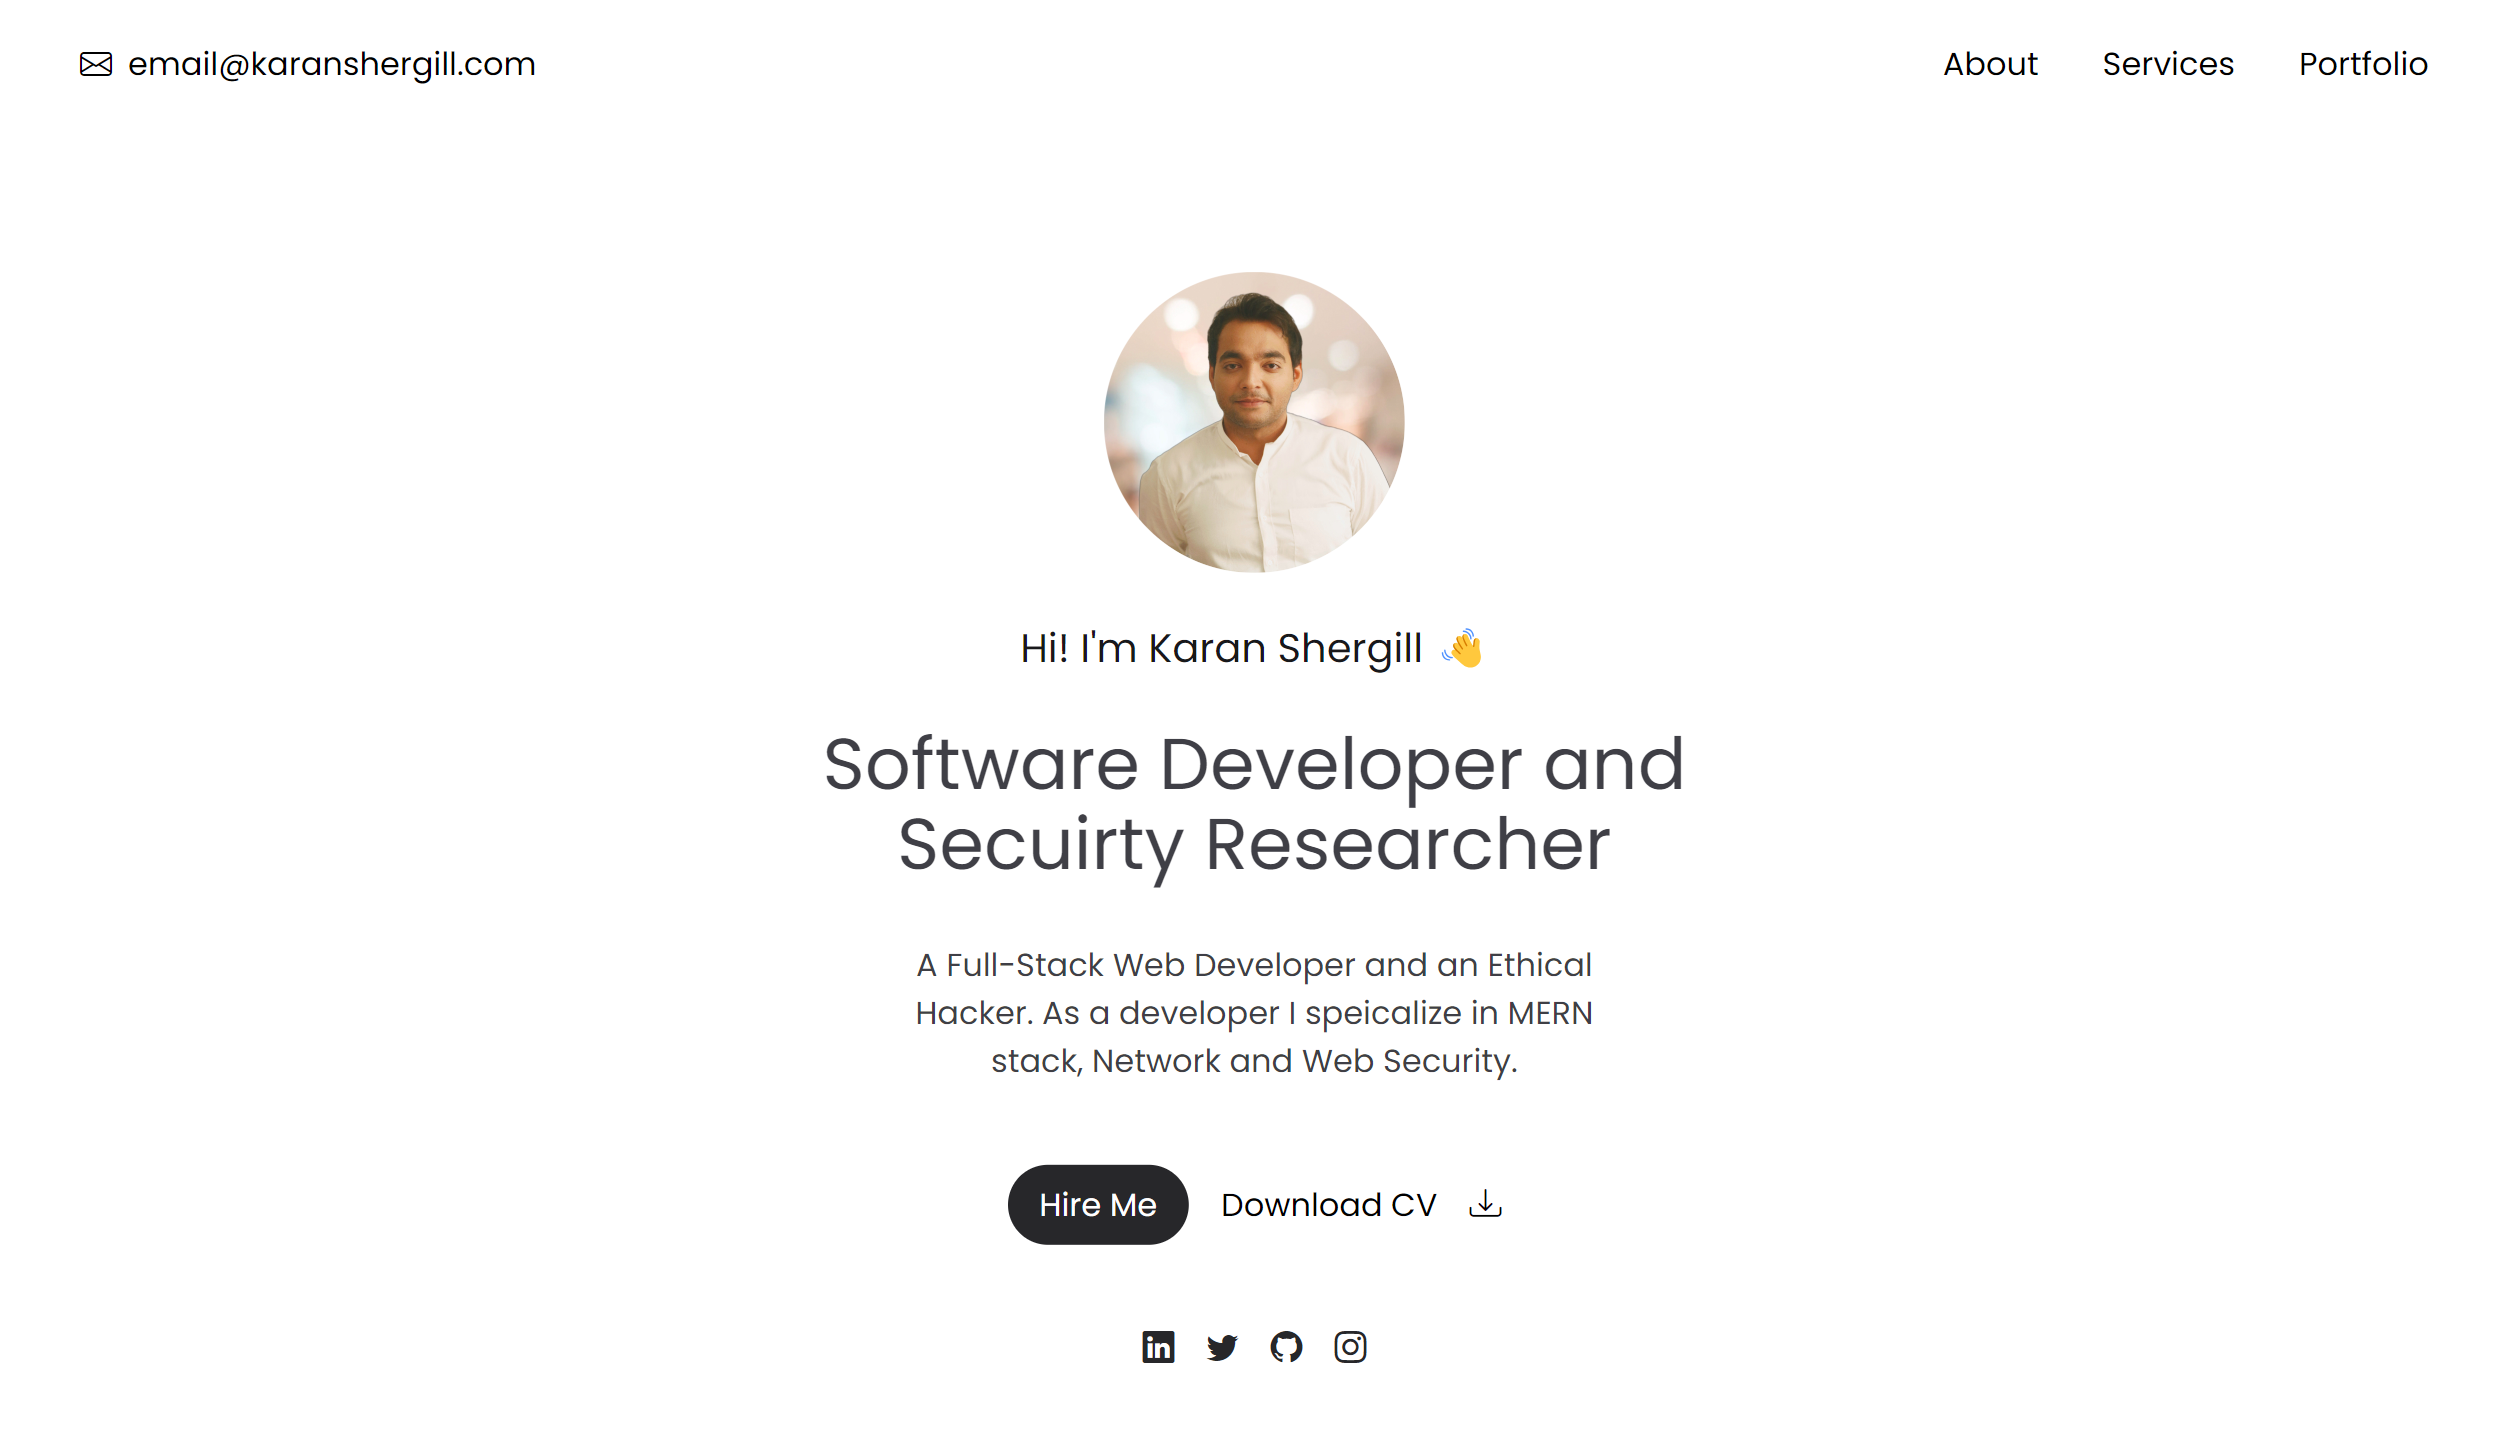 email@karanshergill.com
About Services Portfolio
Hi! I'm Karan Shergill 👋
Software Developer and
Secuirty Researcher
A Full-Stack Web Developer and an Ethical
Hacker. As a developer I speicalize in MERN
stack, Network and Web Security.
Hire Me Download CV